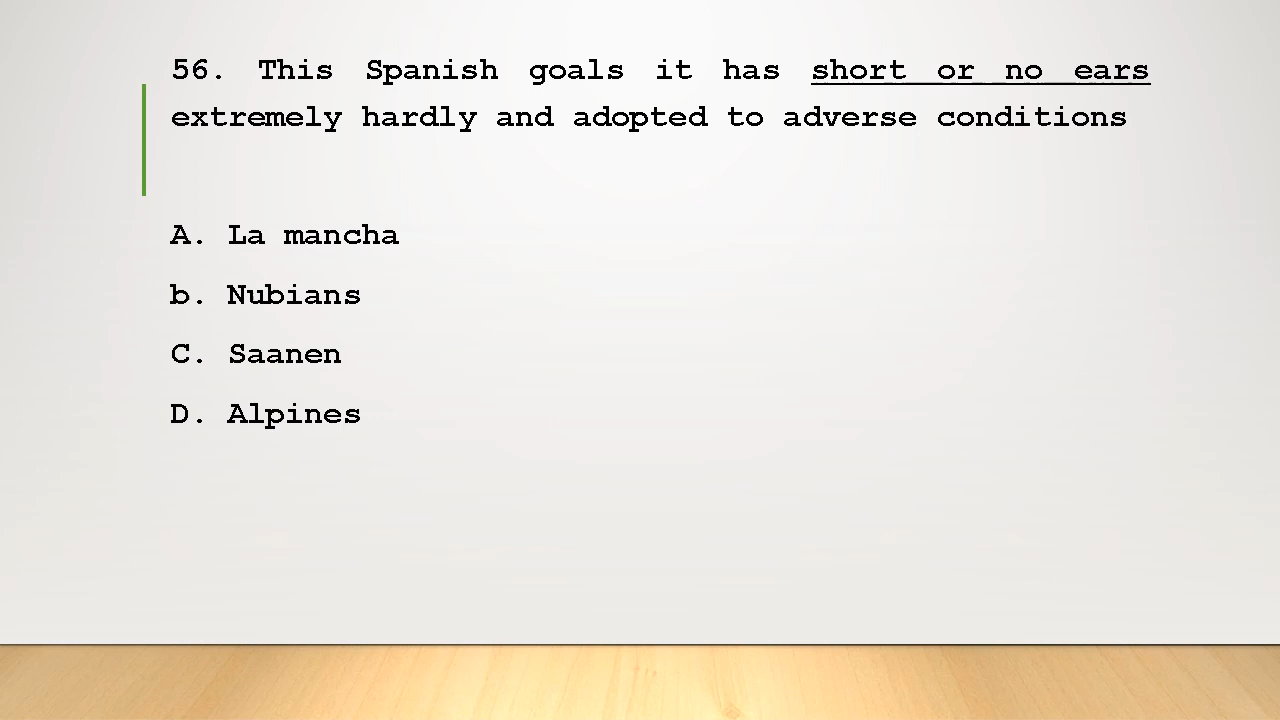 56. This Spanish goals it has short or no ears
extremely hardly and adopted to adverse conditions
A. La mancha
b. Nubians
C. Saanen
D. Alpines